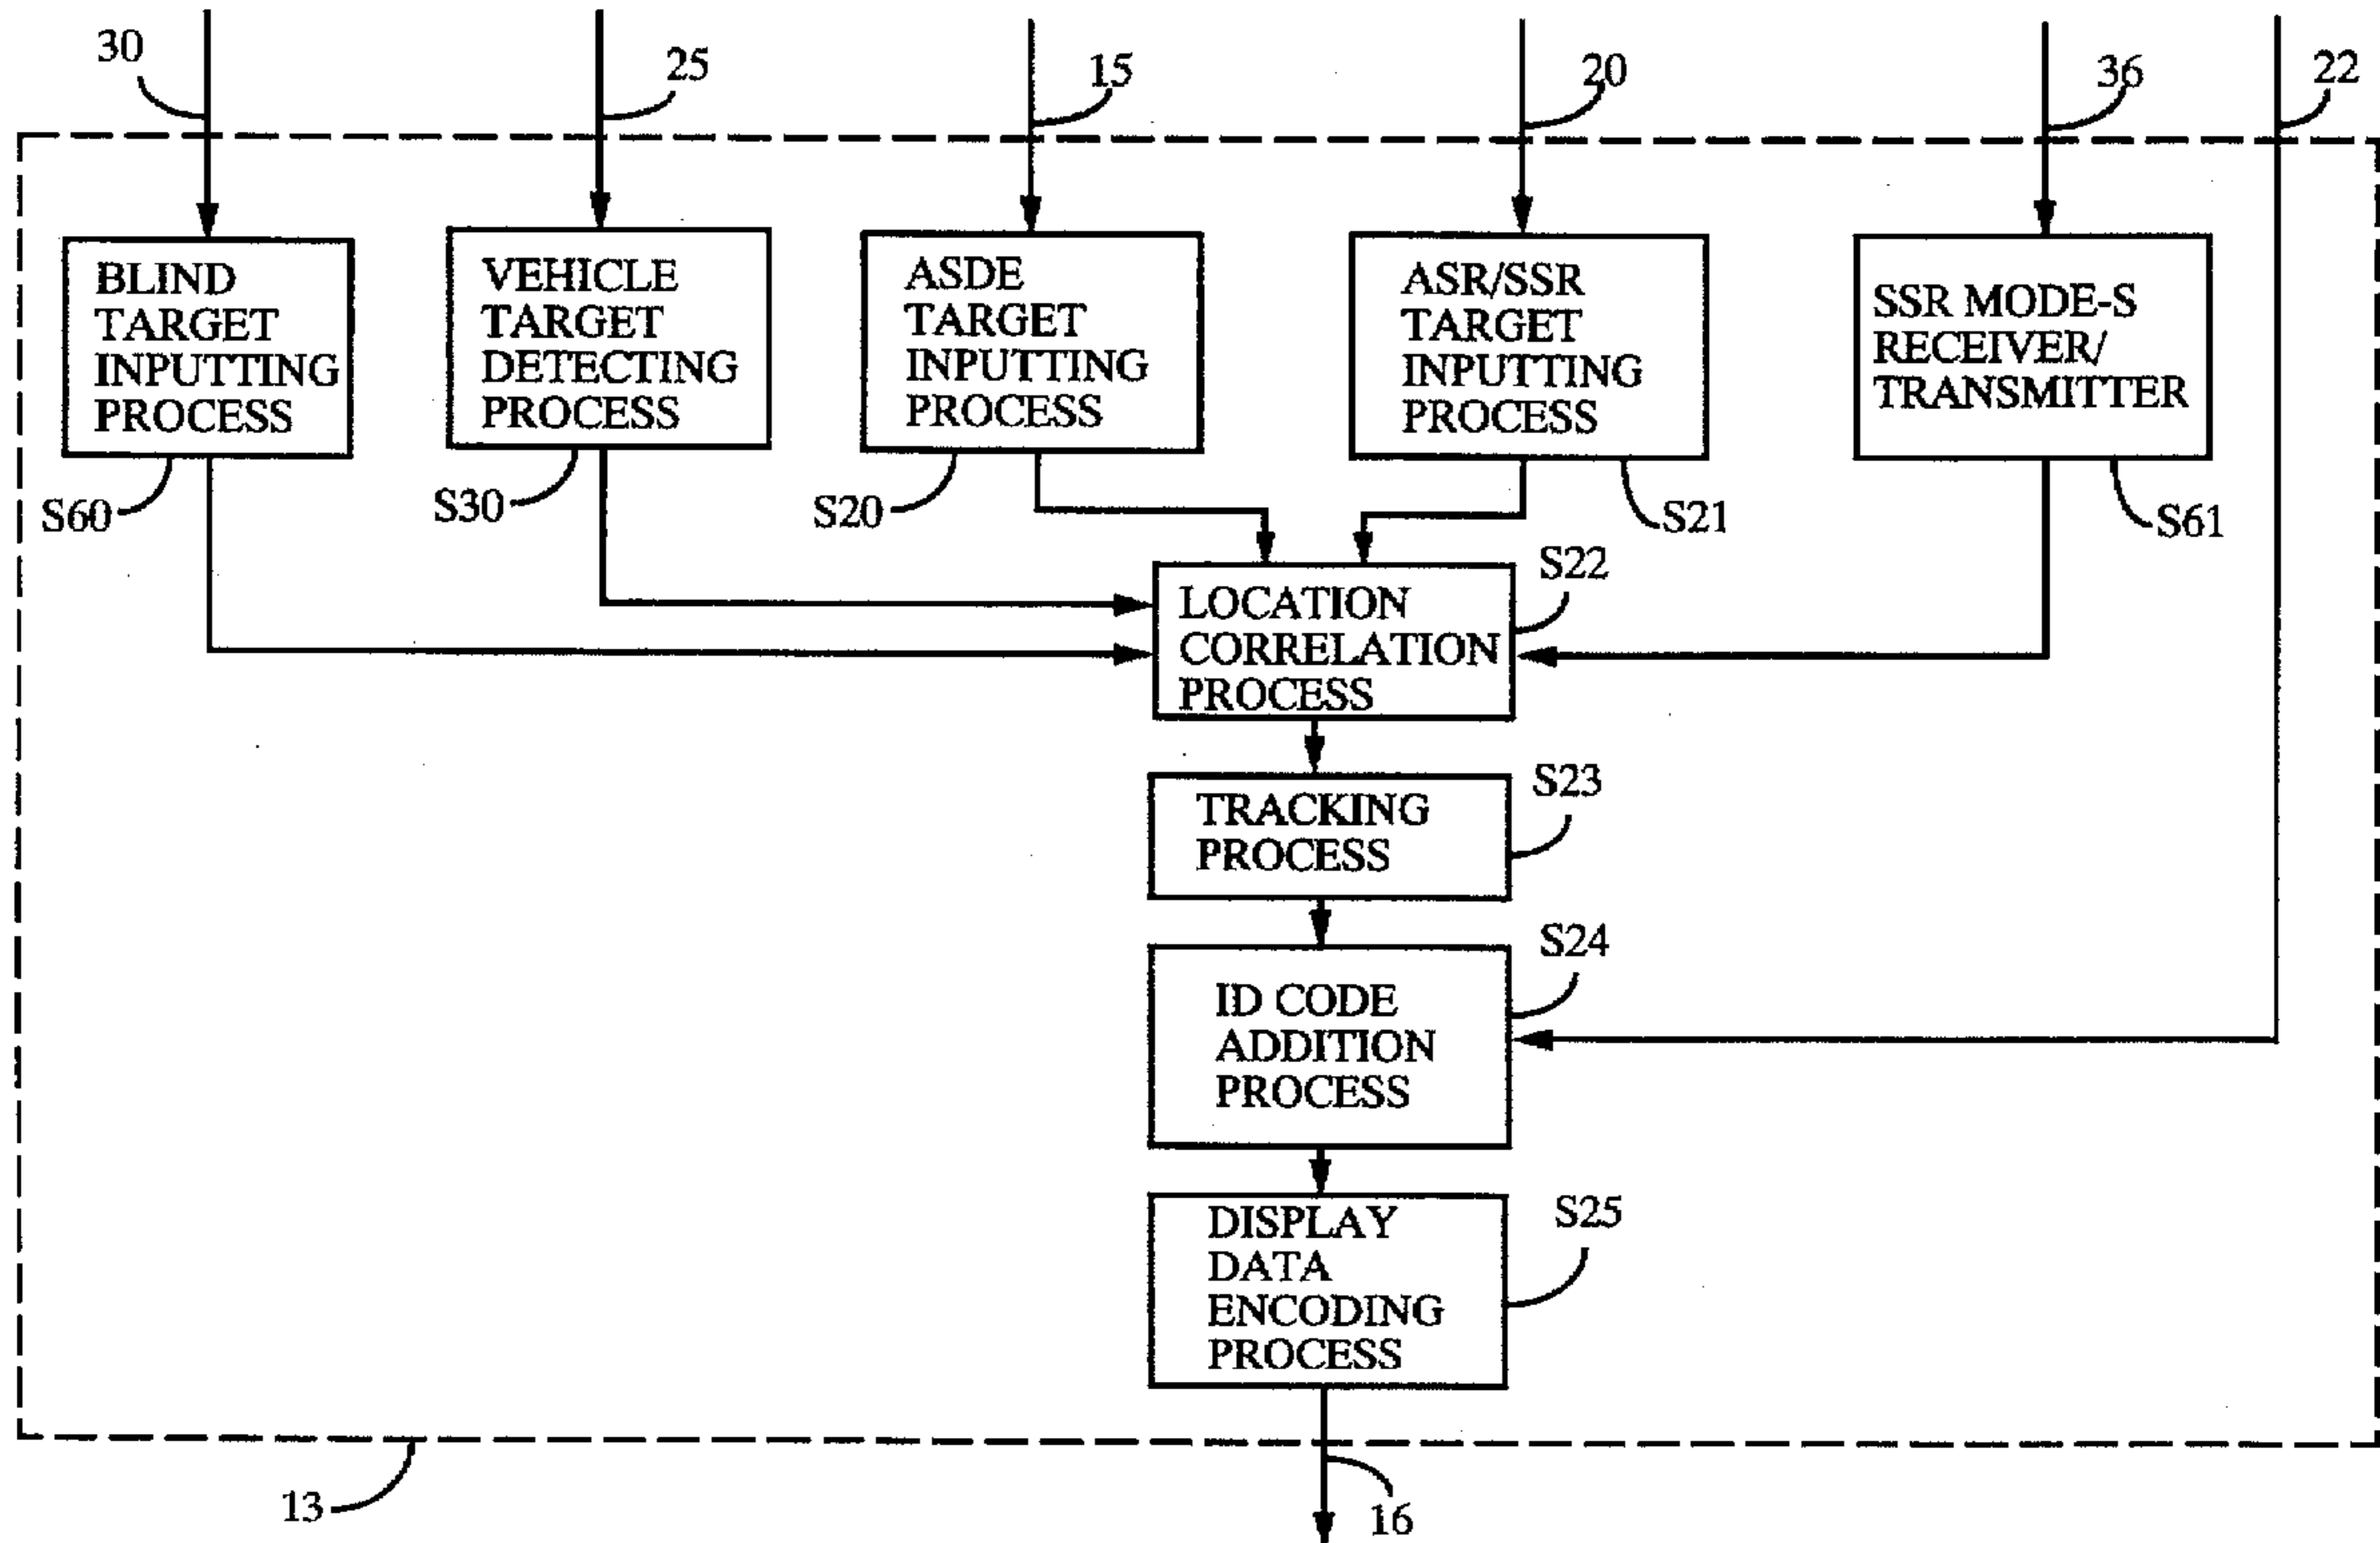 30
25
15
20
36
22
BLIND
TARGET
INPUTTING
PROCESS
VEHICLE
TARGET
DETECTING
PROCESS
ASDE
TARGET
INPUTTING
PROCESS
ASR/SSR
TARGET
INPUTTING
PROCESS
SSR MODE-S
RECEIVER/
TRANSMITTER
S60
S30
S20
S21
S61
LOCATION
CORRELATION
PROCESS
S22
TRACKING
PROCESS
S23
ID CODE
ADDITION
PROCESS
S24
DISPLAY
DATA
ENCODING
PROCESS
S25
13
16